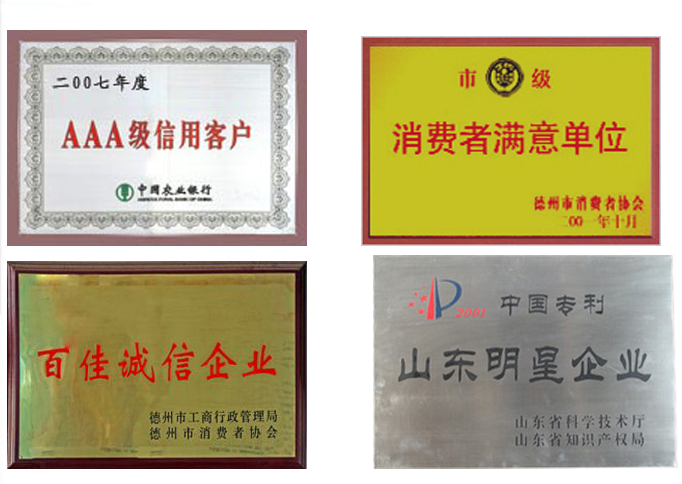 二00七年度
AAA级信用客户
中国农业银行
AGRICULTURAL BANK OF CHINA
市 级
消费者满意单位
德州市消费者协会
二00一年十月
百佳诚信企业
德州市工商行政管理局
德州市消费者协会
2001 中国专利
山东明星企业
山东省科学技术厅
山东省知识产权局